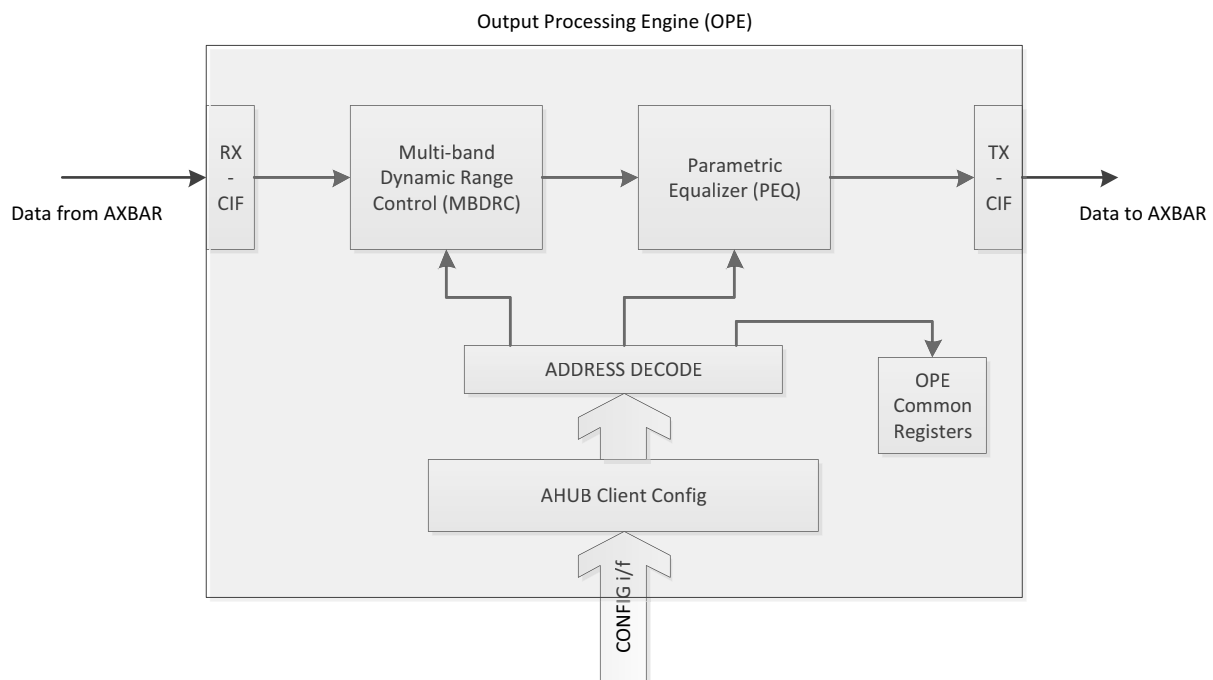 Output Processing Engine (OPE)
RX
-
CIF
Multi-band
Dynamic Range
Control (MBDRC)
Parametric
Equalizer (PEQ)
TX
-
CIF
Data from AXBAR
Data to AXBAR
ADDRESS DECODE
OPE
Common
Registers
AHUB Client Config
CONFIG i/f